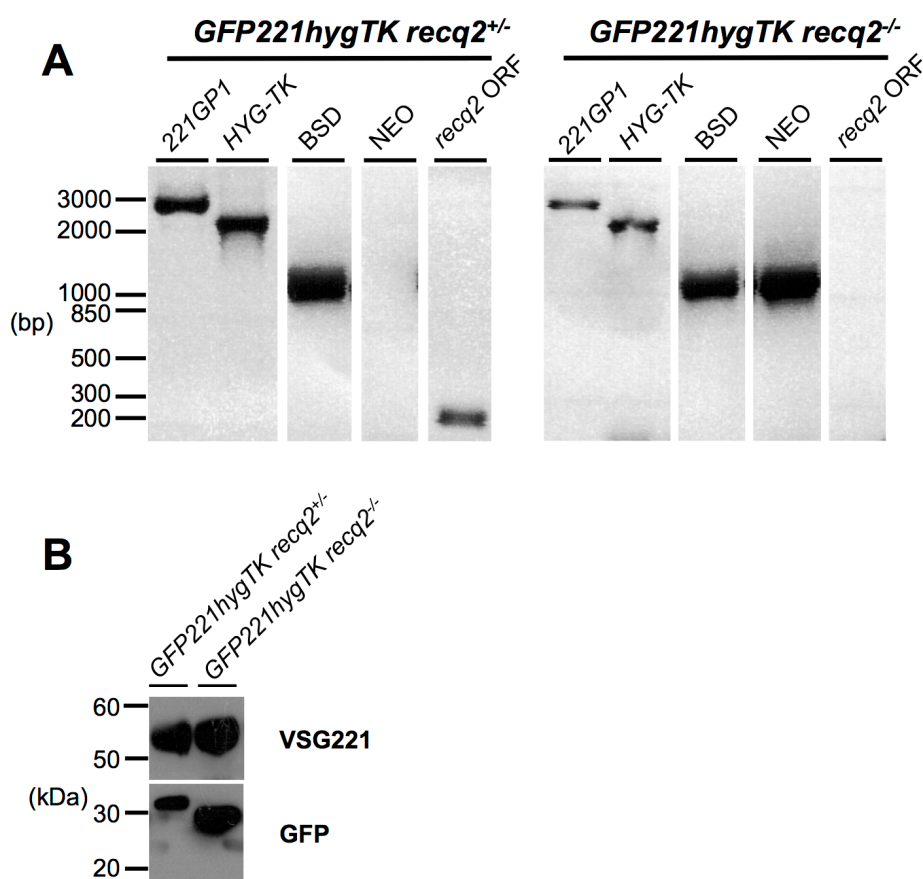 A
GFP221hygTK recq2+/-
GFP221hygTK recq2-/-
221GP1
HYG-TK
BSD
NEO
recq2 ORF
221GP1
HYG-TK
BSD
NEO
recq2 ORF
3000
2000
1000
850
(bp)
500
300
200
B
GFP221hygTK recq2+/-
GFP221hygTK recq2-/-
60
VSG221
50
(kDa)
30
GFP
20